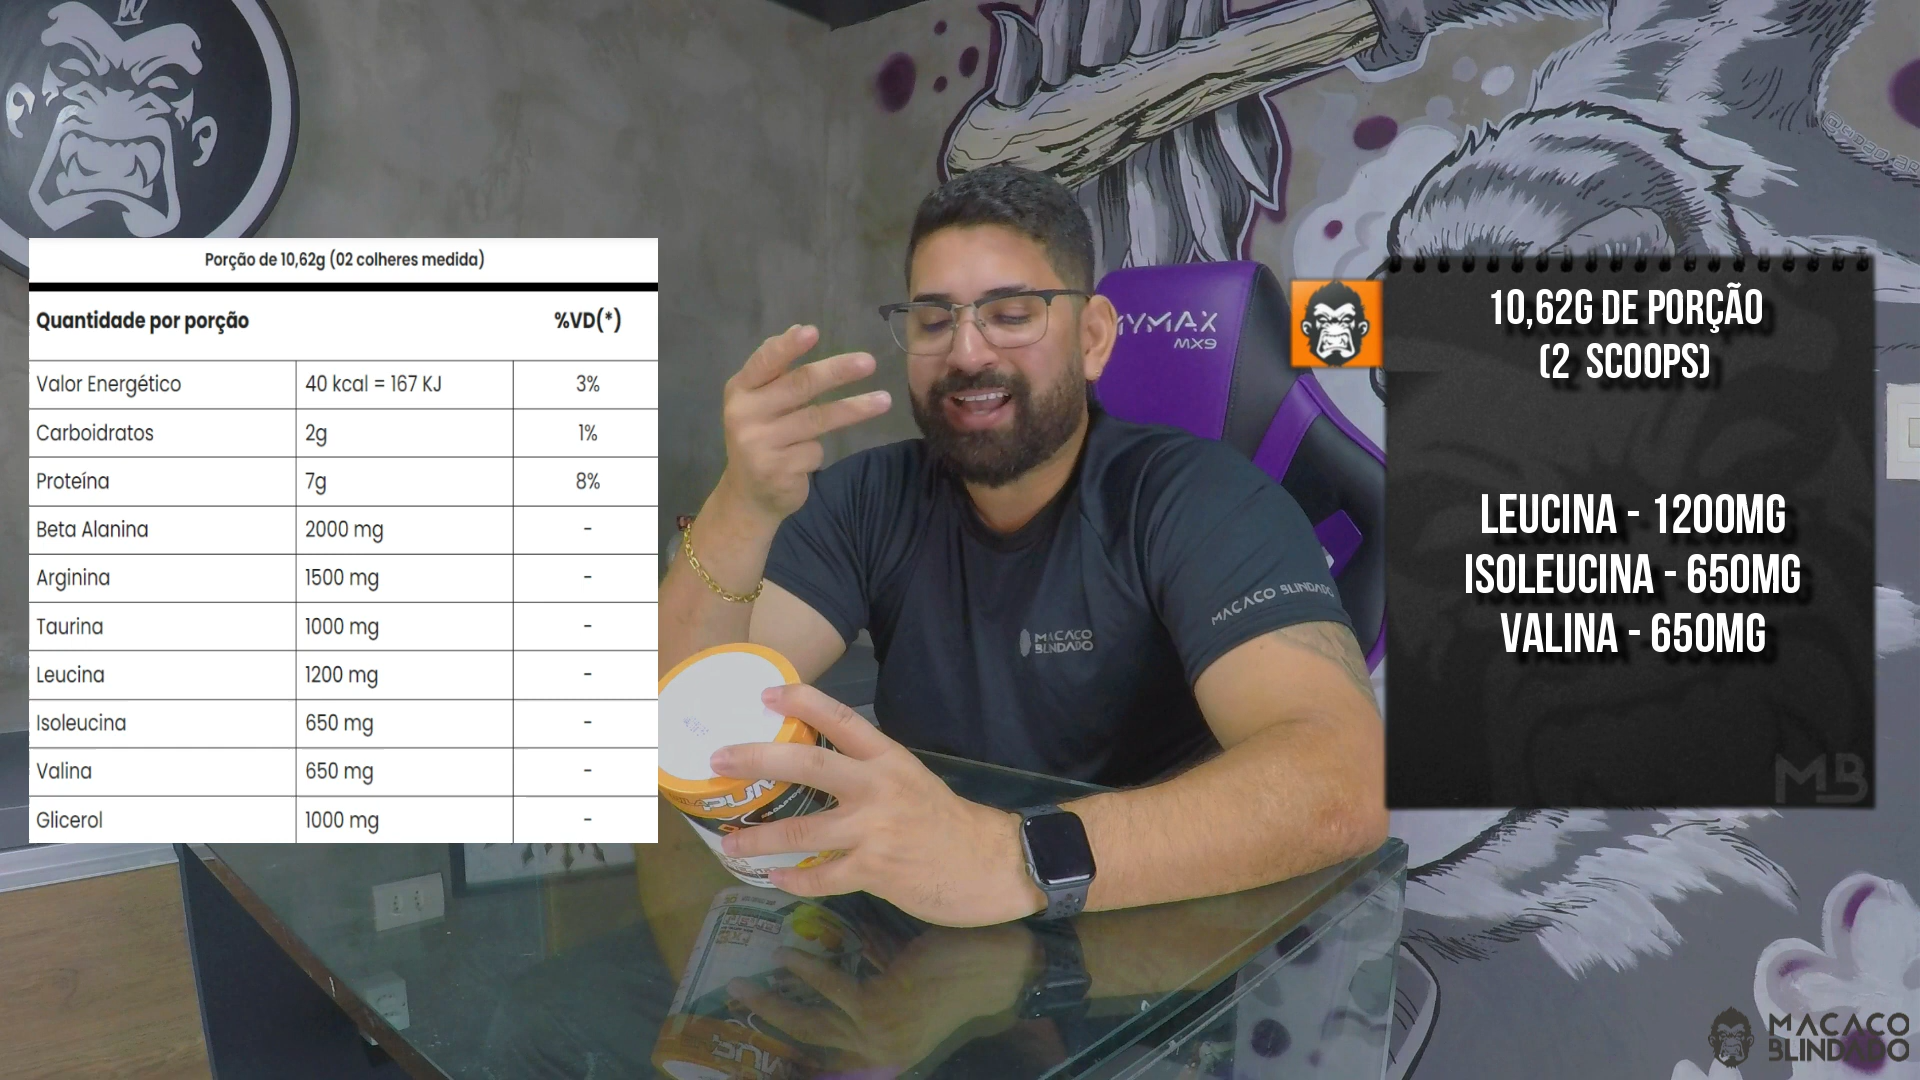 Porção de 10,62g (02 colheres medida)
Quantidade por porção %VD(*)
Valor Energético 40 kcal = 167 KJ 3%
Carboidratos 2g 1%
Proteína 7g 8%
Beta Alanina 2000 mg -
Arginina 1500 mg -
Taurina 1000 mg -
Leucina 1200 mg -
Isoleucina 650 mg -
Valina 650 mg -
Glicerol 1000 mg -
MYMAX
MX9
MACACO BLINDADO
MACACO
BLINDADO
10,62G DE PORÇÃO
(2 SCOOPS)
LEUCINA - 1200MG
ISOLEUCINA - 650MG
VALINA - 650MG
MB
MACACO
BLINDADO